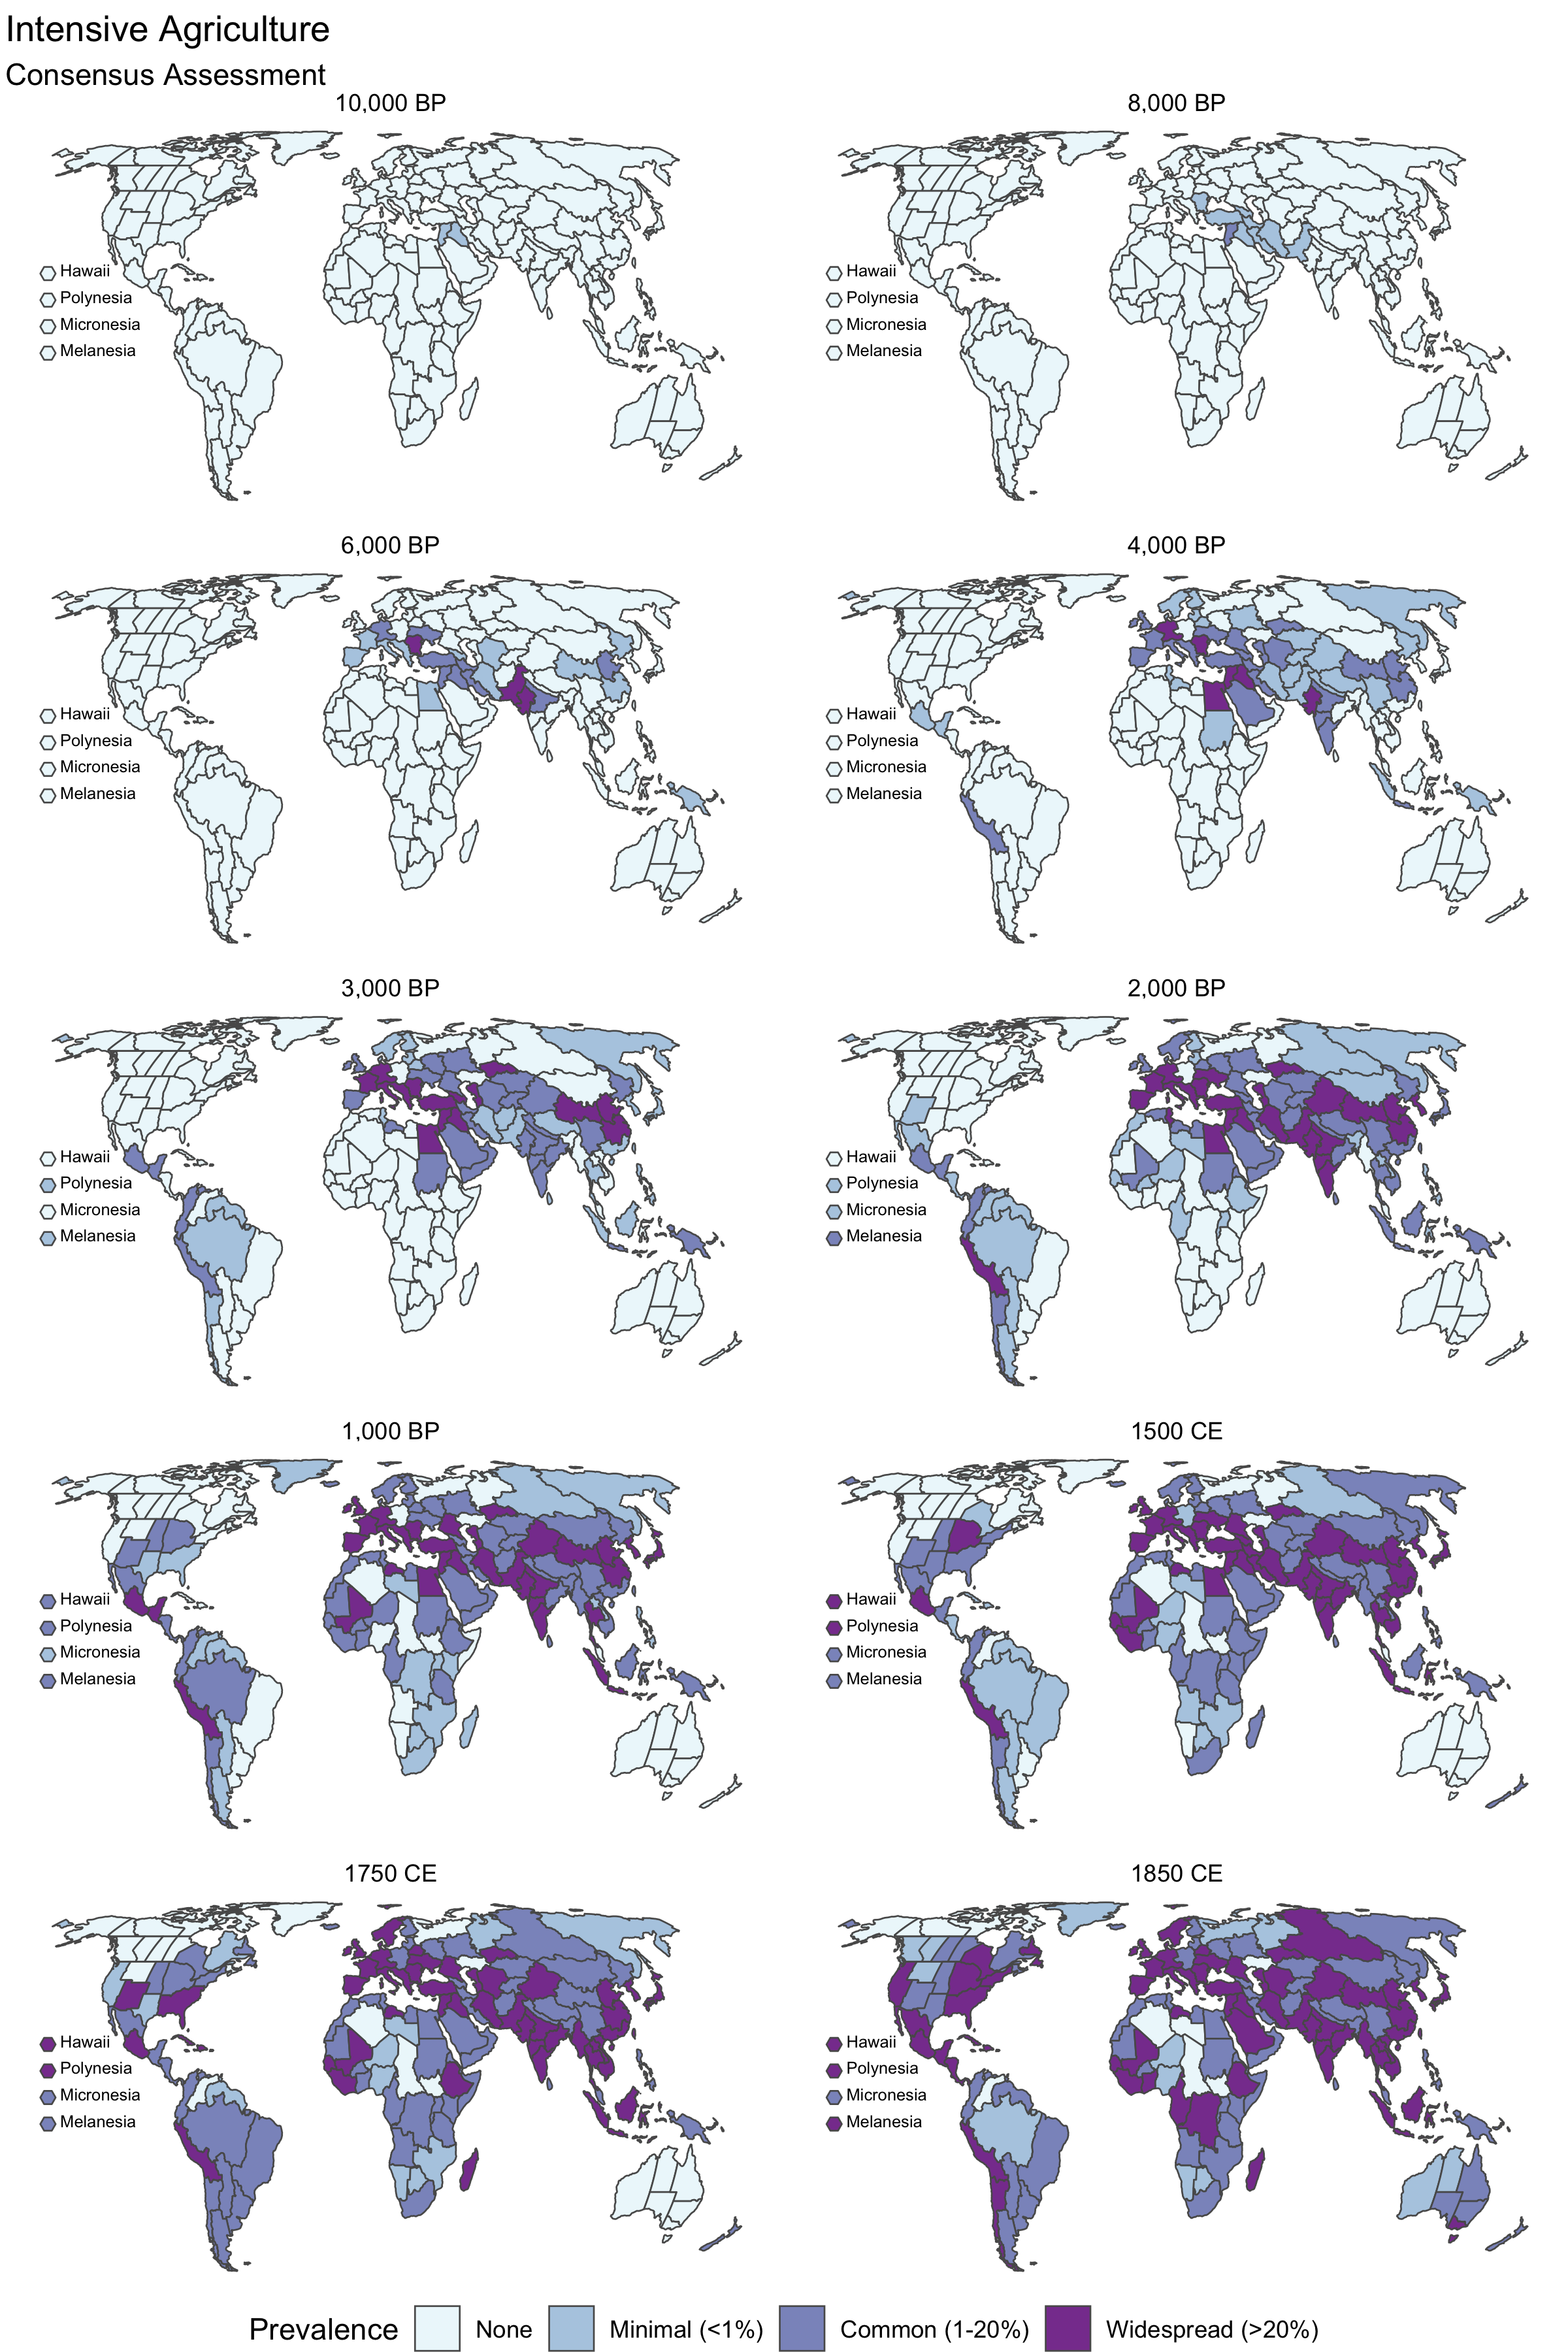 Intensive Agriculture
Consensus Assessment
10,000 BP
8,000 BP
Hawaii
Polynesia
Micronesia
Melanesia
Hawaii
Polynesia
Micronesia
Melanesia
6,000 BP
4,000 BP
Hawaii
Polynesia
Micronesia
Melanesia
Hawaii
Polynesia
Micronesia
Melanesia
3,000 BP
2,000 BP
Hawaii
Polynesia
Micronesia
Melanesia
Hawaii
Polynesia
Micronesia
Melanesia
1,000 BP
1500 CE
Hawaii
Polynesia
Micronesia
Melanesia
Hawaii
Polynesia
Micronesia
Melanesia
1750 CE
1850 CE
Hawaii
Polynesia
Micronesia
Melanesia
Hawaii
Polynesia
Micronesia
Melanesia
Prevalence None Minimal (<1%) Common (1-20%) Widespread (>20%)